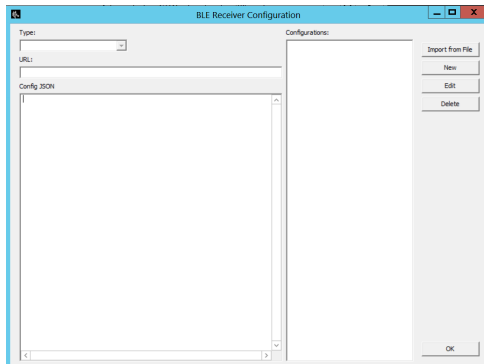 BLE Receiver Configuration
Type:
Configurations:
Import from File
URL:
New
Config JSON
Edit
Delete
OK